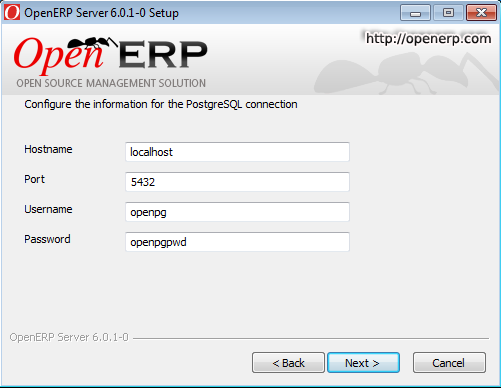 OpenERP Server 6.0.1-0 Setup
http://openerp.com
Open ERP
OPEN SOURCE MANAGEMENT SOLUTION
Configure the information for the PostgreSQL connection
Hostname localhost
Port 5432
Username openpg
Password openpgpwd
OpenERP Server 6.0.1-0
< Back Next > Cancel